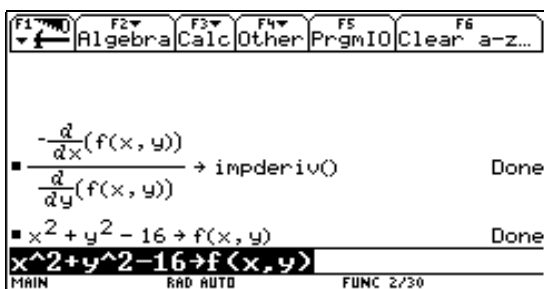 F1 F2 Algebra F3 Calc F4 Other F5 PrgmIO F6 Clear a-z…
-d/dx(f(x,y))
d/dy(f(x,y)) → impderiv() Done
x² + y² - 16 → f(x,y) Done
x^2+y^2-16→f(x,y)
MAIN RAD AUTO FUNC 2/30